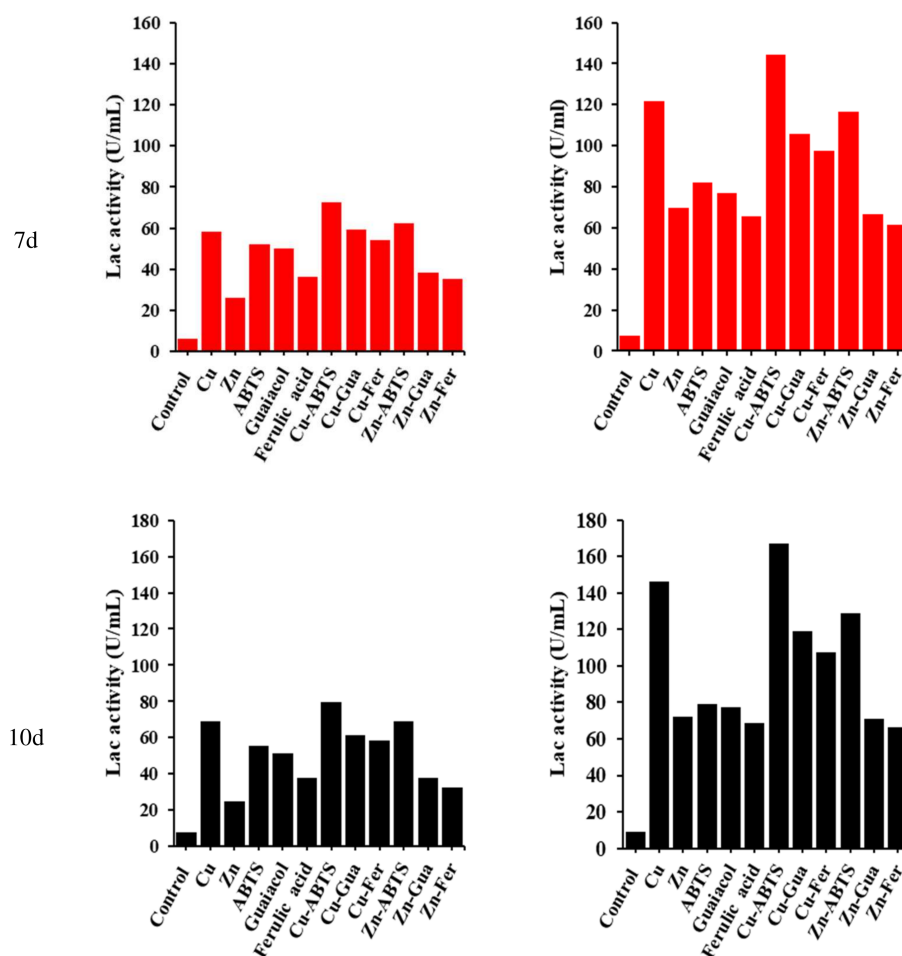 7d
Lac activity (U/mL)
160
140
120
100
80
60
40
20
0
Control
Cu
Zn
ABTS
Guaiacol
Ferulic acid
Cu-ABTS
Cu-Gua
Cu-Fer
Zn-ABTS
Zn-Gua
Zn-Fer
Lac activity (U/ml)
160
140
120
100
80
60
40
20
0
Control
Cu
Zn
ABTS
Guaiacol
Ferulic acid
Cu-ABTS
Cu-Gua
Cu-Fer
Zn-ABTS
Zn-Gua
Zn-Fer
10d
Lac activity (U/mL)
180
160
140
120
100
80
60
40
20
0
Control
Cu
Zn
ABTS
Guaiacol
Ferulic acid
Cu-ABTS
Cu-Gua
Cu-Fer
Zn-ABTS
Zn-Gua
Zn-Fer
Lac activity (U/mL)
180
160
140
120
100
80
60
40
20
0
Control
Cu
Zn
ABTS
Guaiacol
Ferulic acid
Cu-ABTS
Cu-Gua
Cu-Fer
Zn-ABTS
Zn-Gua
Zn-Fer